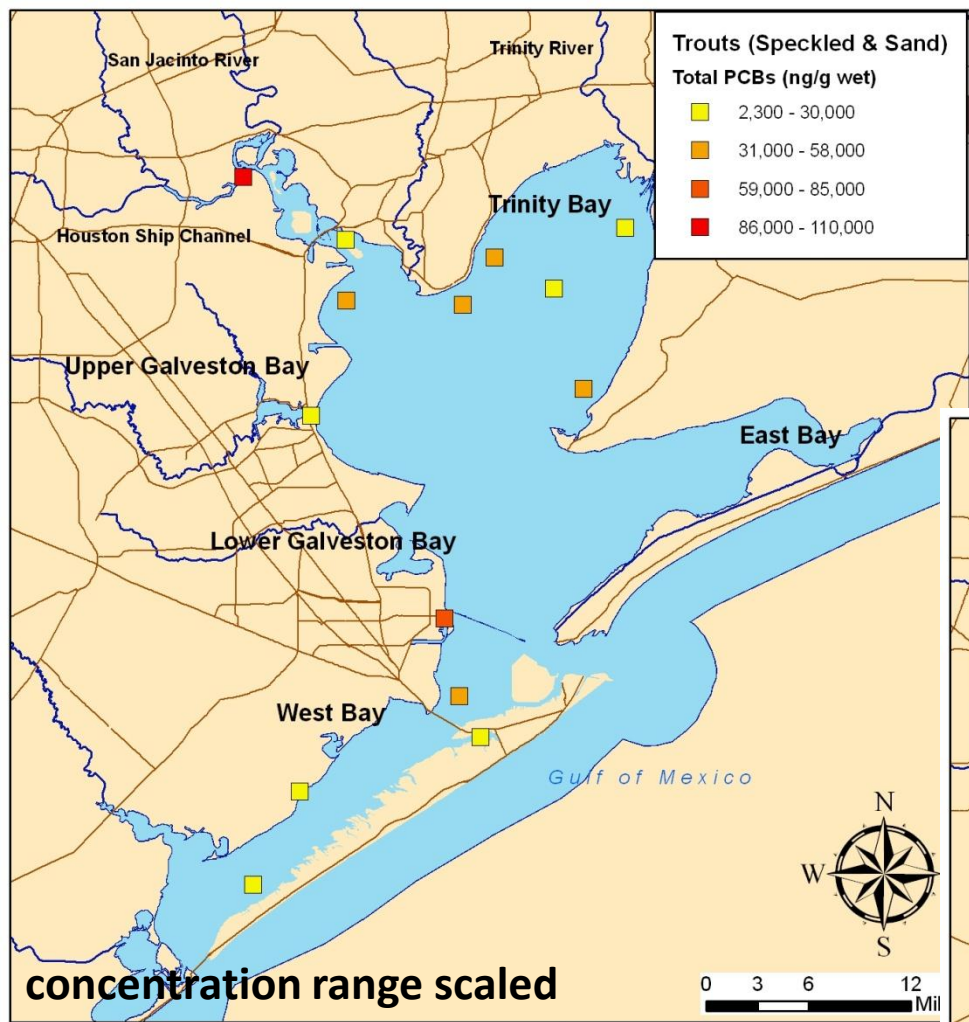 San Jacinto River
Trinity River
Trouts (Speckled & Sand)
Total PCBs (ng/g wet)
2,300 - 30,000
31,000 - 58,000
59,000 - 85,000
86,000 - 110,000
Trinity Bay
Houston Ship Channel
Upper Galveston Bay
East Bay
Lower Galveston Bay
West Bay
Gulf of Mexico
N
W
S
concentration range scaled
0 3 6 12
Mil